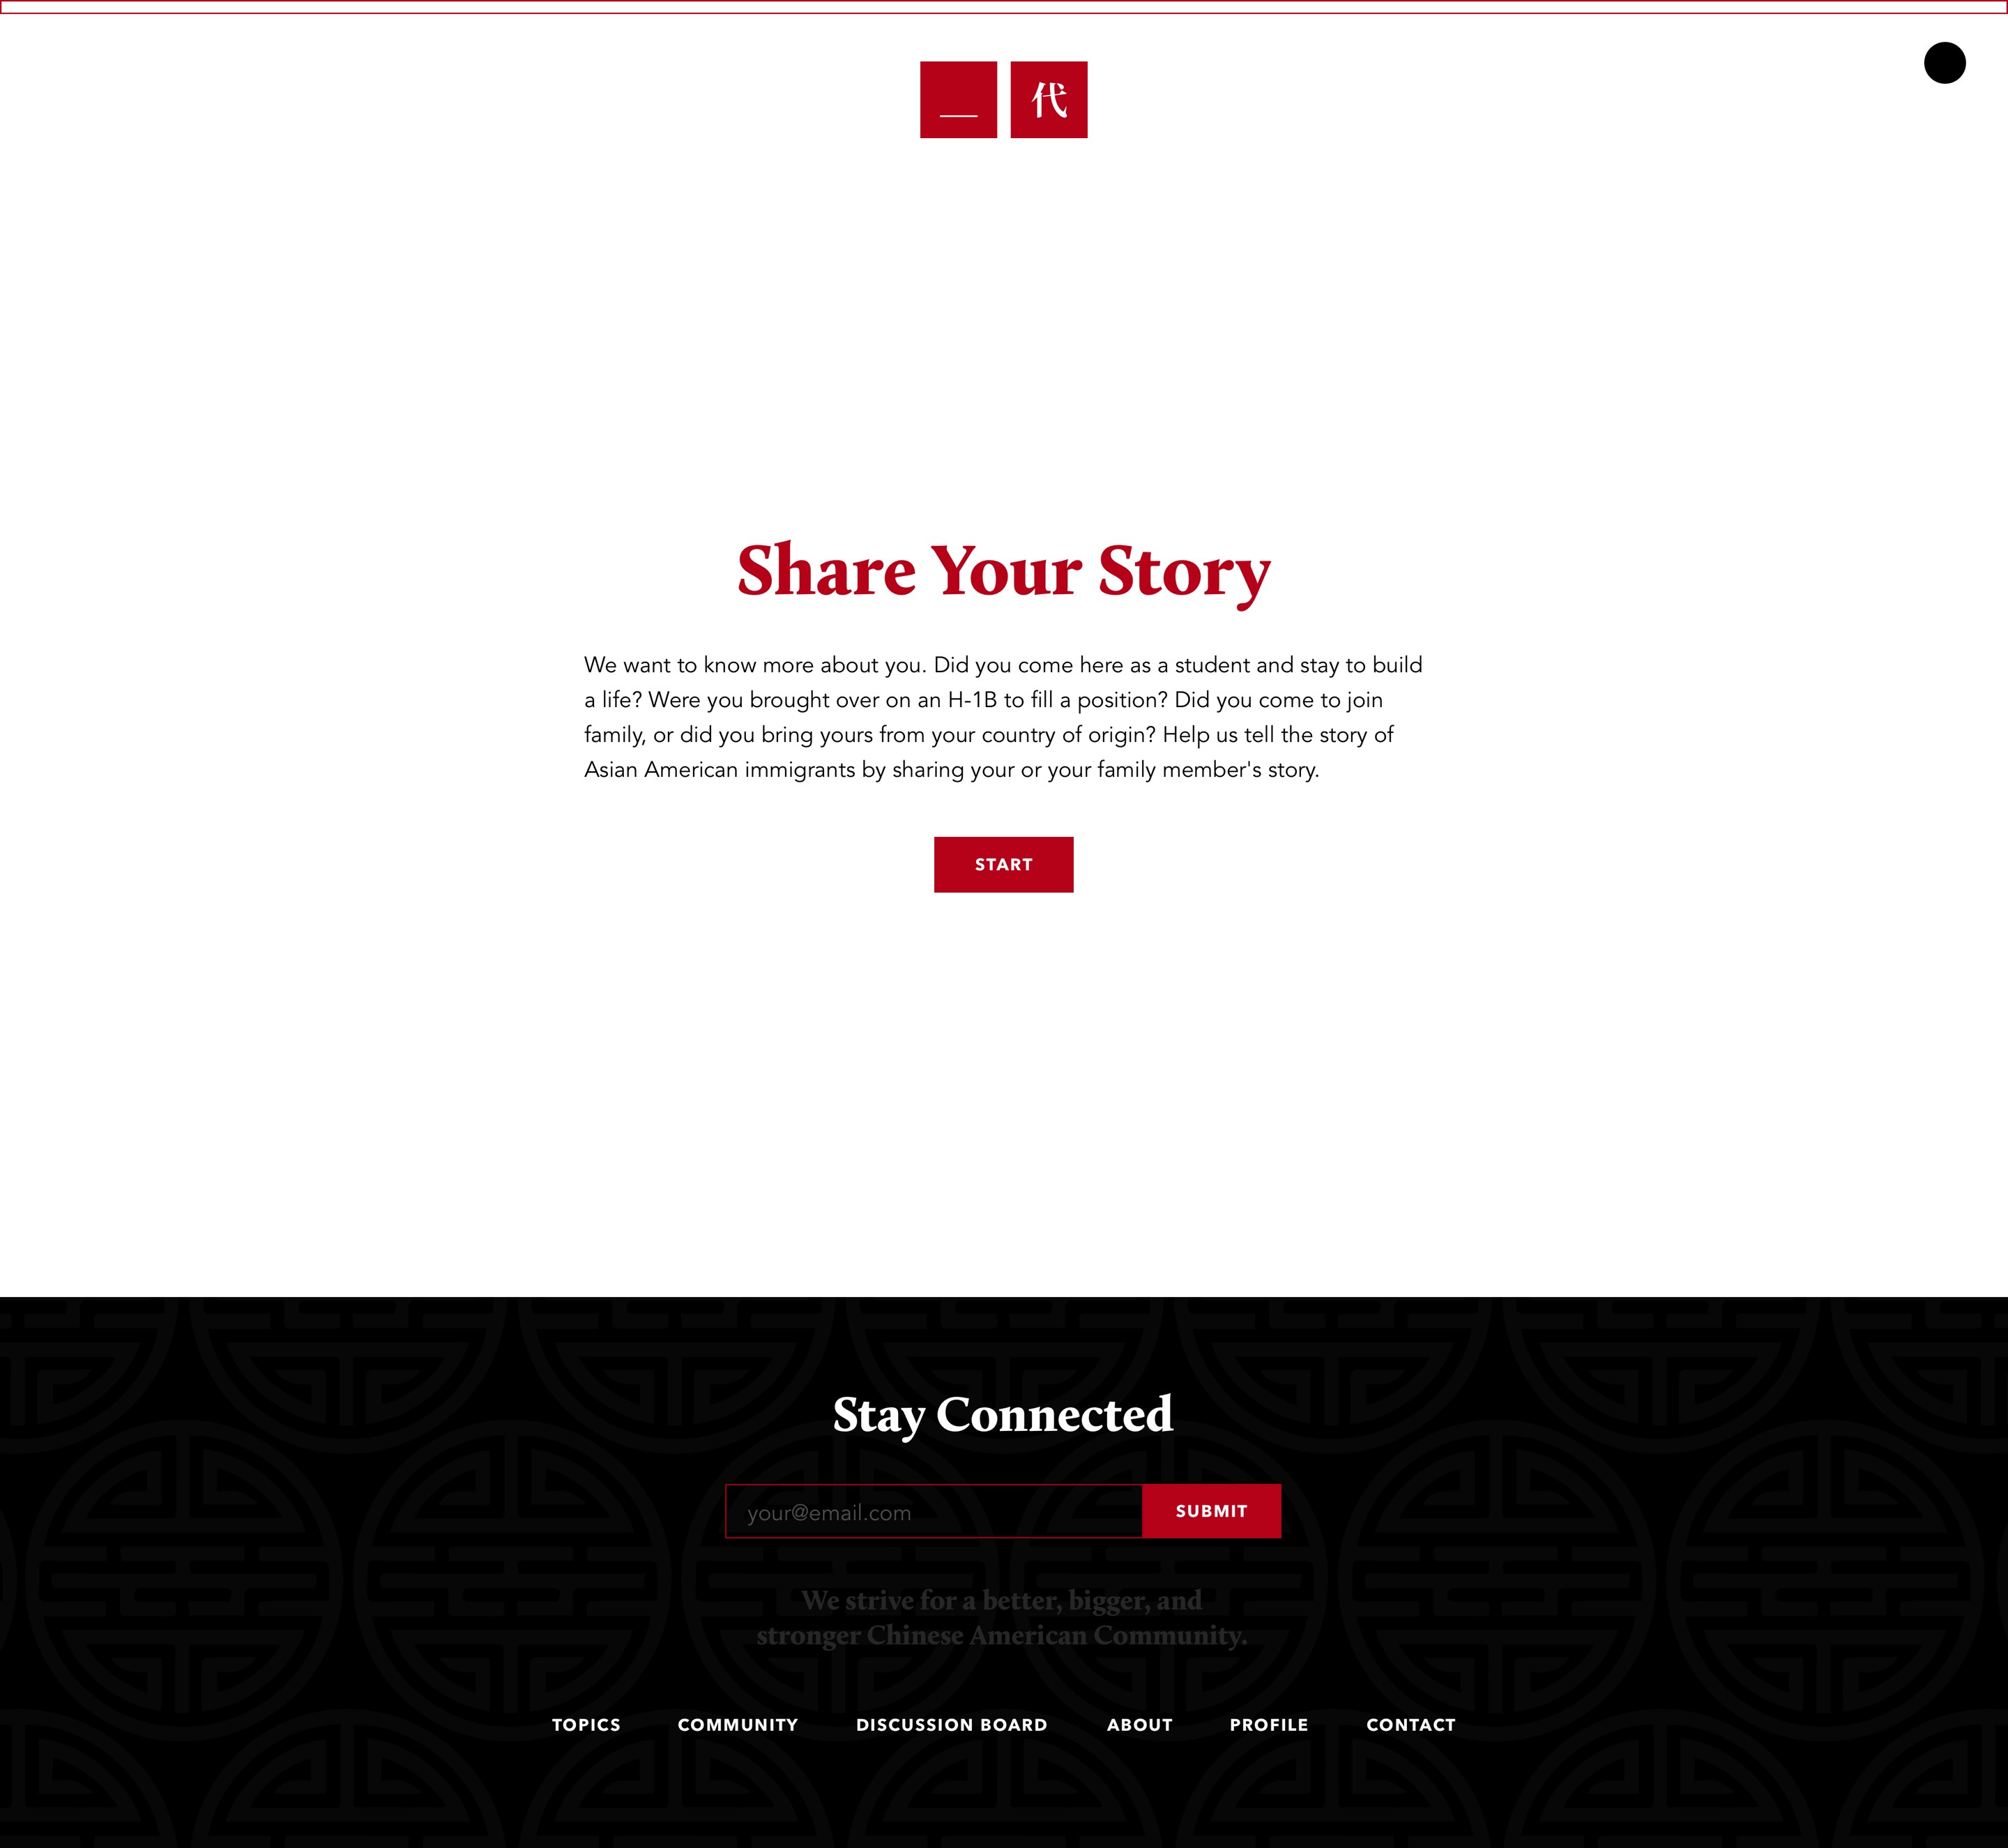 一代
Share Your Story
We want to know more about you. Did you come here as a student and stay to build
a life? Were you brought over on an H-1B to fill a position? Did you come to join
family, or did you bring yours from your country of origin? Help us tell the story of
Asian American immigrants by sharing your or your family member's story.
START
Stay Connected
your@email.com
SUBMIT
We strive for a better, bigger, and
stronger Chinese American Community.
TOPICS COMMUNITY DISCUSSION BOARD ABOUT PROFILE CONTACT